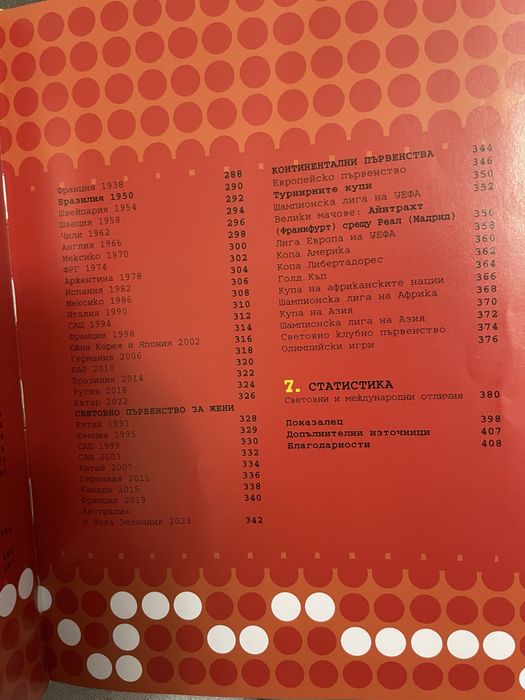 Франция 1938 288
Бразилия 1950 290
Швейцария 1954 292
Швеция 1958 294
Чили 1962 296
Англия 1966 298
Мексико 1970 300
ФРГ 1974 302
Аржентина 1978 304
Испания 1982 306
Мексико 1986 308
Италия 1990 310
САЩ 1994 312
Франция 1998 314
Южна Корея и Япония 2002 316
Германия 2006 318
ЮАР 2010 320
Бразилия 2014 322
Русия 2018 324
Катар 2022 326
СВЕТОВНО ПЪРВЕНСТВО ЗА ЖЕНИ
Китай 1991 328
Швеция 1995 329
САЩ 1999 330
САЩ 2003 332
Китай 2007 334
Германия 2011 336
Канада 2015 338
Франция 2019 340
Австралия
и Нова Зеландия 2023 342
КОНТИНЕНТАЛНИ ПЪРВЕНСТВА 344
Европейско първенство 346
Турнирните купи 350
Шампионска лига на УЕФА 352
Велики мачове: Айнтрахт
(Франкфурт) срещу Реал (Мадрид) 356
Лига Европа на УЕФА 358
Копа Америка 360
Копа Либертадорес 362
Голд Къп 364
Купа на африканските нации 366
Шампионска лига на Африка 368
Купа на Азия 370
Шампионска лига на Азия 372
Световно клубно първенство 374
Олимпийски игри 376
7. СТАТИСТИКА
Световни и международни отличия 380
Показалец 398
Допълнителни източници 407
Благодарности 408